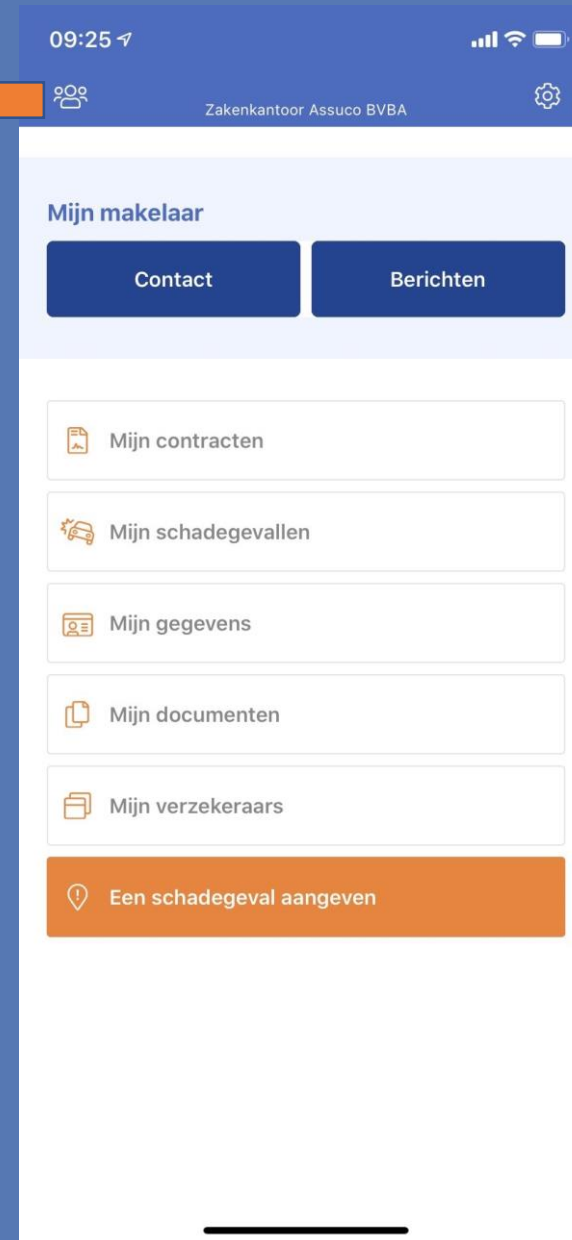 09:25
Zakenkantoor Assuco BVBA
Mijn makelaar
Contact
Berichten
Mijn contracten
Mijn schadegevallen
Mijn gegevens
Mijn documenten
Mijn verzekeraars
Een schadegeval aangeven